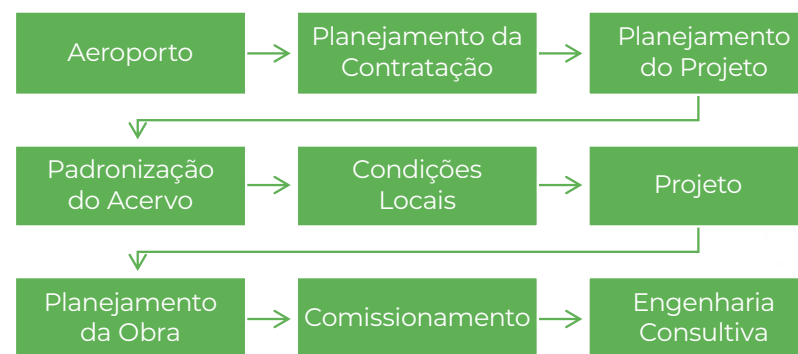 Aeroporto
Planejamento da
Contratação
Planejamento
do Projeto
Padronização
do Acervo
Condições
Locais
Projeto
Planejamento
da Obra
Comissionamento
Engenharia
Consultiva